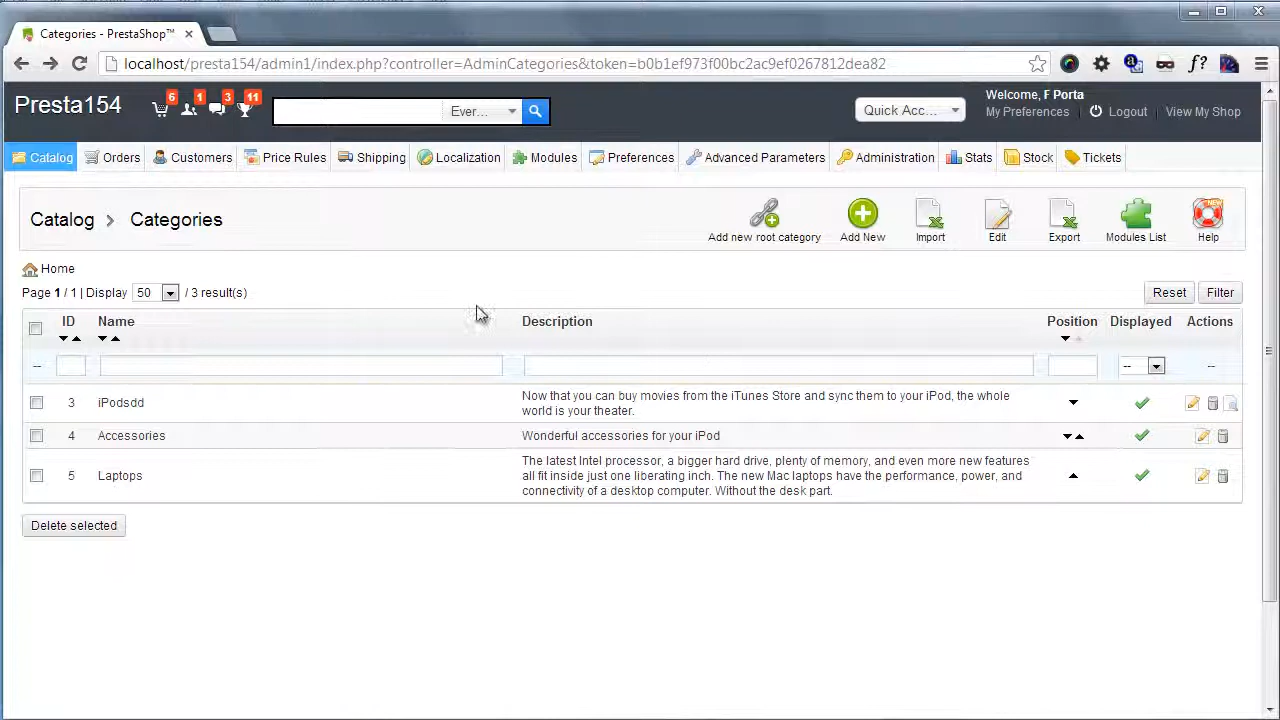 Categories - PrestaShop™
localhost/presta154/admin1/index.php?controller=AdminCategories&token=b0b1ef973f00bc2ac9ef0267812dea82
f?
Presta154
6 1 3 11
Ever...
Quick Acc...
Welcome, F Porta
My Preferences Logout View My Shop
Catalog Orders Customers Price Rules Shipping Localization Modules Preferences Advanced Parameters Administration Stats Stock Tickets
Catalog > Categories
NEW
Add new root category Add New Import Edit Export Modules List Help
Home
Page 1 / 1 | Display 50 / 3 result(s)
Reset Filter
ID Name Description Position Displayed Actions
-- -- --
3 iPodsdd Now that you can buy movies from the iTunes Store and sync them to your iPod, the whole
world is your theater.
4 Accessories Wonderful accessories for your iPod
5 Laptops The latest Intel processor, a bigger hard drive, plenty of memory, and even more new features
all fit inside just one liberating inch. The new Mac laptops have the performance, power, and
connectivity of a desktop computer. Without the desk part.
Delete selected